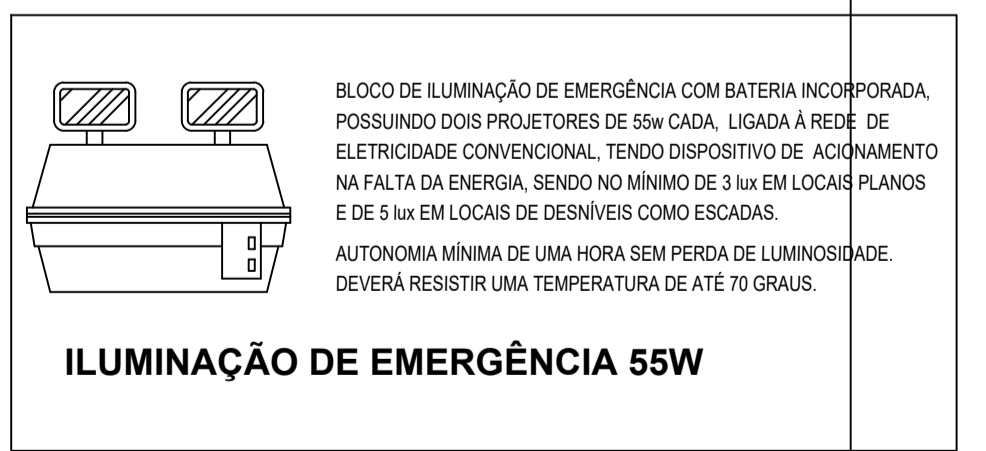 BLOCO DE ILUMINAÇÃO DE EMERGÊNCIA COM BATERIA INCORPORADA,
POSSUINDO DOIS PROJETORES DE 55w CADA, LIGADA À REDE DE
ELETRICIDADE CONVENCIONAL, TENDO DISPOSITIVO DE ACIONAMENTO
NA FALTA DA ENERGIA, SENDO NO MÍNIMO DE 3 lux EM LOCAIS PLANOS
E DE 5 lux EM LOCAIS DE DESNÍVEIS COMO ESCADAS.
AUTONOMIA MÍNIMA DE UMA HORA SEM PERDA DE LUMINOSIDADE.
DEVERÁ RESISTIR UMA TEMPERATURA DE ATÉ 70 GRAUS.
ILUMINAÇÃO DE EMERGÊNCIA 55W